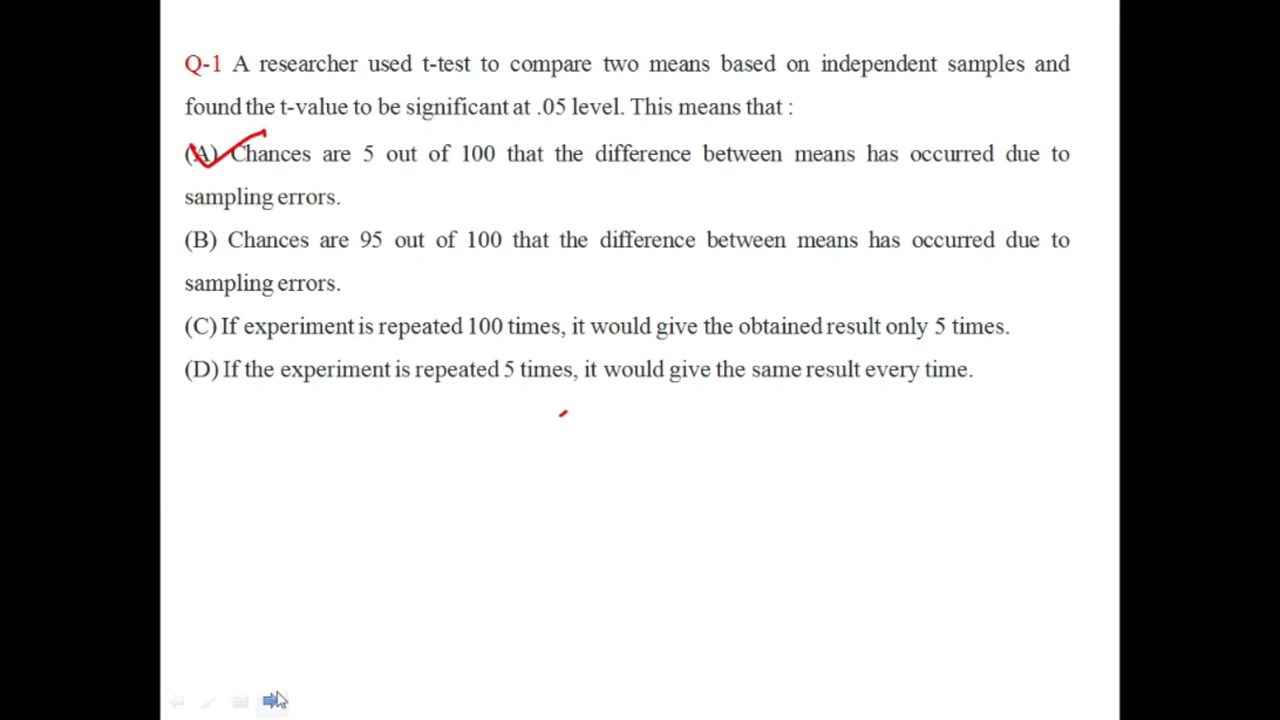 Q-1 A researcher used t-test to compare two means based on independent samples and
found the t-value to be significant at .05 level. This means that :
(A) Chances are 5 out of 100 that the difference between means has occurred due to
sampling errors.
(B) Chances are 95 out of 100 that the difference between means has occurred due to
sampling errors.
(C) If experiment is repeated 100 times, it would give the obtained result only 5 times.
(D) If the experiment is repeated 5 times, it would give the same result every time.